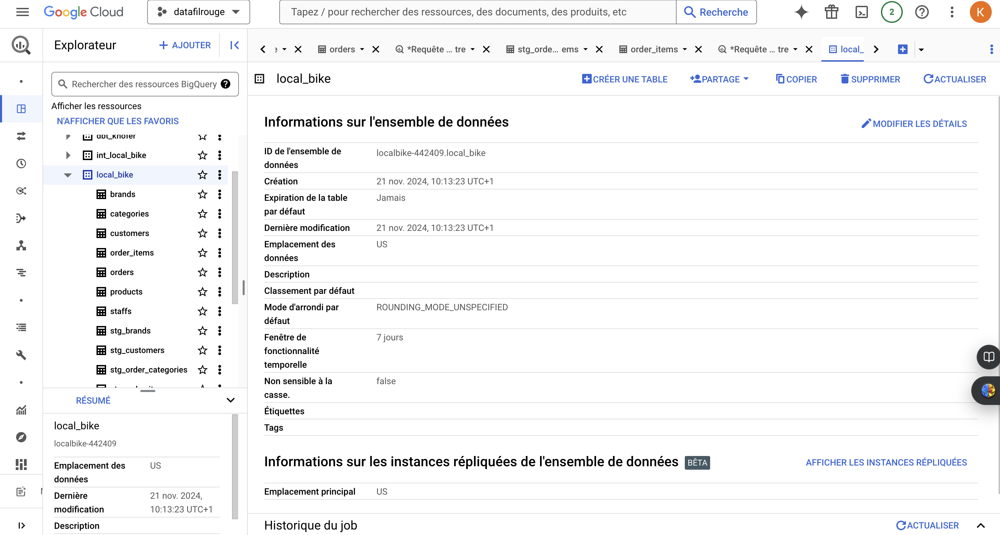 Google Cloud
datafilrouge
Tapez / pour rechercher des ressources, des documents, des produits, etc
Recherche
2
K
Explorateur
AJOUTER
e
orders
*Requête ... tre
stg_orde... ems
order_items
*Requête ... tre
local_
Rechercher des ressources BigQuery
Afficher les ressources
N'AFFICHER QUE LES FAVORIS
dbt_khofer
int_local_bike
local_bike
brands
categories
customers
order_items
orders
products
staffs
stg_brands
stg_customers
stg_order_categories
RÉSUMÉ
local_bike
localbike-442409
Emplacement des
données
US
Dernière
modification
21 nov. 2024,
10:13:23 UTC+1
Description
local_bike
CRÉER UNE TABLE
PARTAGE
COPIER
SUPPRIMER
ACTUALISER
Informations sur l'ensemble de données
MODIFIER LES DÉTAILS
ID de l'ensemble de
données
localbike-442409.local_bike
Création
21 nov. 2024, 10:13:23 UTC+1
Expiration de la table
par défaut
Jamais
Dernière modification
21 nov. 2024, 10:13:23 UTC+1
Emplacement des
données
US
Description
Classement par défaut
Mode d'arrondi par
défaut
ROUNDING_MODE_UNSPECIFIED
Fenêtre de
fonctionnalité
temporelle
7 jours
Non sensible à la
casse.
false
Étiquettes
Tags
Informations sur les instances répliquées de l'ensemble de données
BÊTA
AFFICHER LES INSTANCES RÉPLIQUÉES
Emplacement principal
US
Historique du job
ACTUALISER